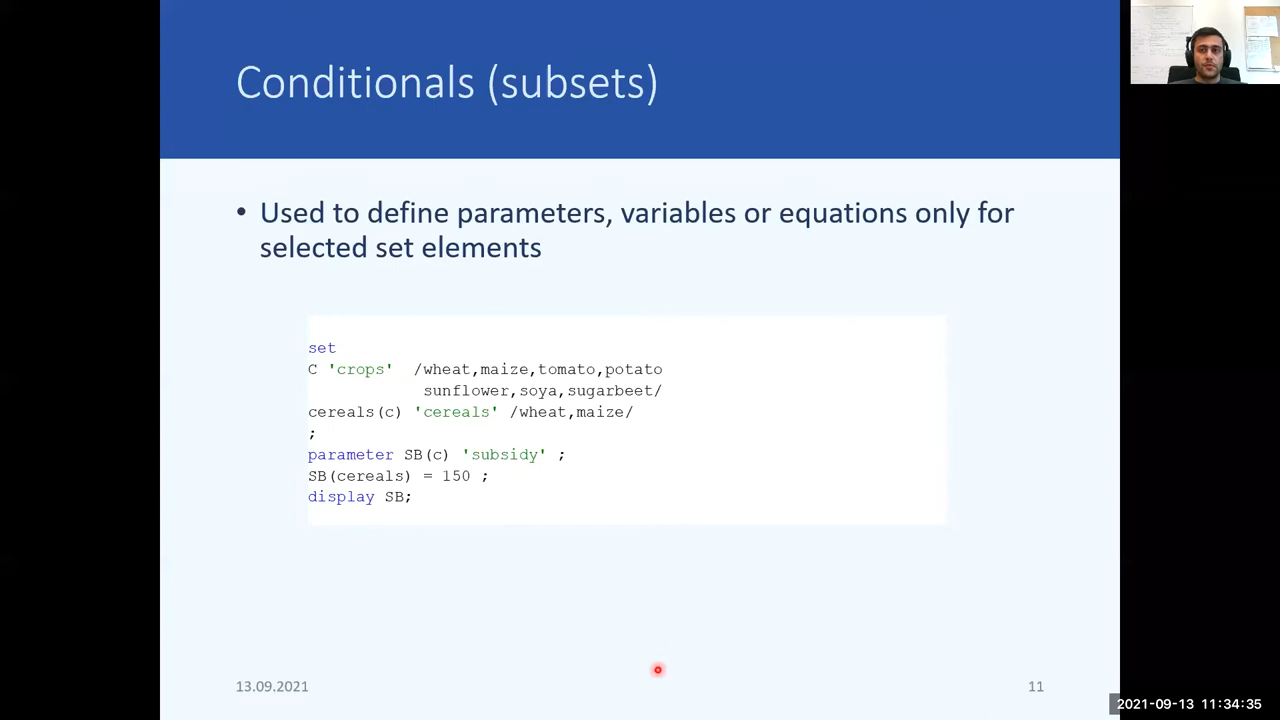 Conditionals (subsets)
• Used to define parameters, variables or equations only for
selected set elements
set
C 'crops'  /wheat,maize,tomato,potato
            sunflower,soya,sugarbeet/
cereals(c) 'cereals' /wheat,maize/
;
parameter SB(c) 'subsidy' ;
SB(cereals) = 150 ;
display SB;
13.09.2021
11
2021-09-13 11:34:35